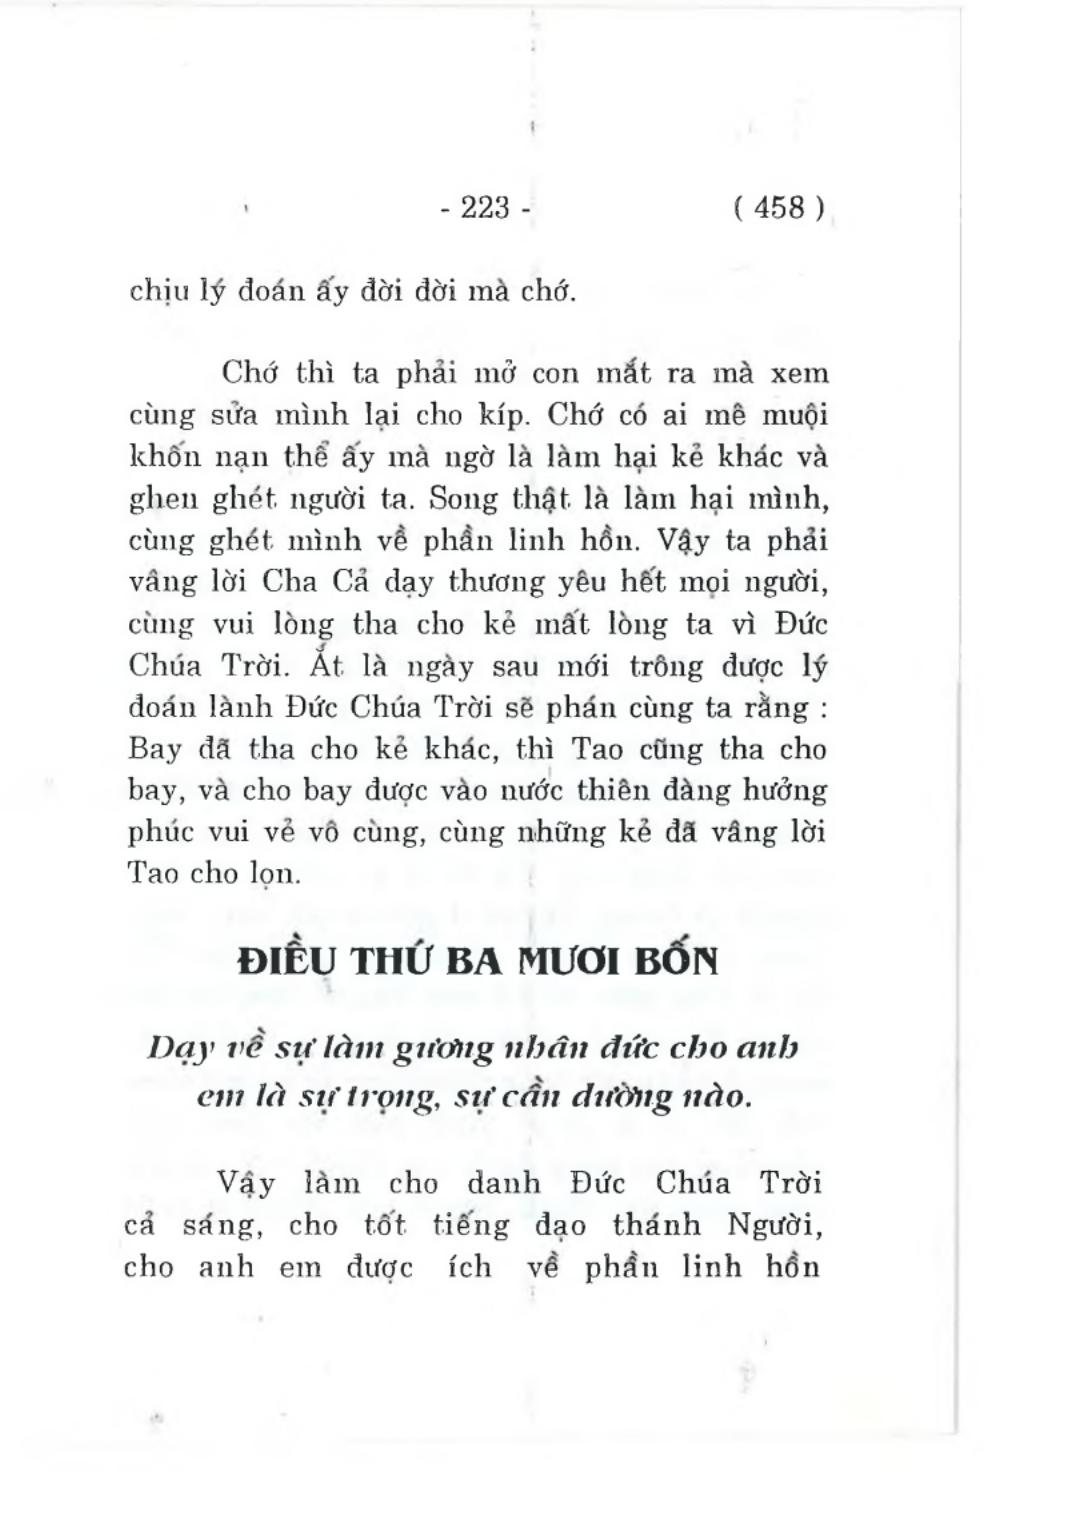 - 223 - ( 458 )
chịu lý đoán ấy đời đời mà chớ.
Chớ thì ta phải mở con mắt ra mà xem
cùng sửa mình lại cho kíp. Chớ có ai mê muội
khốn nạn thể ấy mà ngờ là làm hại kẻ khác và
ghen ghét người ta. Song thật là làm hại mình,
cùng ghét mình về phần linh hồn. Vậy ta phải
vâng lời Cha Cả dạy thương yêu hết mọi người,
cùng vui lòng tha cho kẻ mất lòng ta vì Đức
Chúa Trời. Ắt là ngày sau mới trông được lý
đoán lành Đức Chúa Trời sẽ phán cùng ta rằng :
Bay đã tha cho kẻ khác, thì Tao cũng tha cho
bay, và cho bay được vào nước thiên đàng hưởng
phúc vui vẻ vô cùng, cùng những kẻ đã vâng lời
Tao cho lọn.
ĐIỀU THỨ BA MƯƠI BỐN
Dạy về sự làm gương nhân đức cho anh
em là sự trọng, sự cần dường nào.
Vậy làm cho danh Đức Chúa Trời
cả sáng, cho tốt tiếng đạo thánh Người,
cho anh em được ích về phần linh hồn